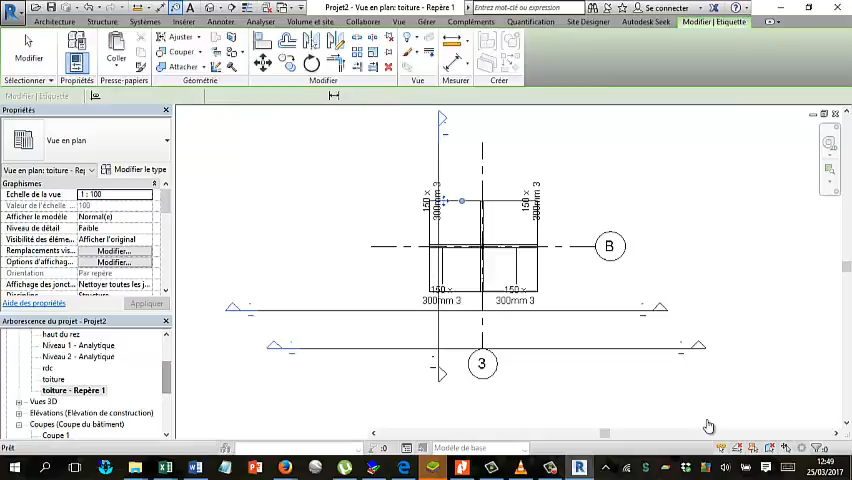 Projet2 - Vue en plan: toiture - Repère 1
Entrez mot-clé ou expression
Se connecter
Architecture Structure Systèmes Insérer Annoter Analyser Volume et site Collaborer Vue Gérer Compléments Quantification Site Designer Autodesk Seek Modifier | Etiquette
Modifier
Coller
Ajuster
Couper
Attacher
Sélectionner Propriétés Presse-papiers Géométrie Modifier Vue Mesurer Créer
Modifier | Etiquette
Propriétés
Vue en plan
Vue en plan: toiture - Rep
Modifier le type
Graphismes
Echelle de la vue 1 : 100
Valeur de l'échelle 100
Afficher le modèle Normal(e)
Niveau de détail Faible
Visibilité des éléme... Afficher l'original
Remplacements vis... Modifier...
Options d'affichag... Modifier...
Orientation Par repère
Affichage des jonct... Nettoyer toutes les j...
Discipline Structure
Aide des propriétés
Appliquer
Arborescence du projet - Projet2
haut du rez
Niveau 1 - Analytique
Niveau 2 - Analytique
rdc
toiture
toiture - Repère 1
Vues 3D
Elévations (Elévation de construction)
Coupes (Coupe du bâtiment)
Coupe 1
150 x
300mm 3
150 x
300mm 3
B
150 x
300mm 3
150 x
300mm 3
3
Prêt
:0
Modèle de base
:0
12:49
25/03/2017